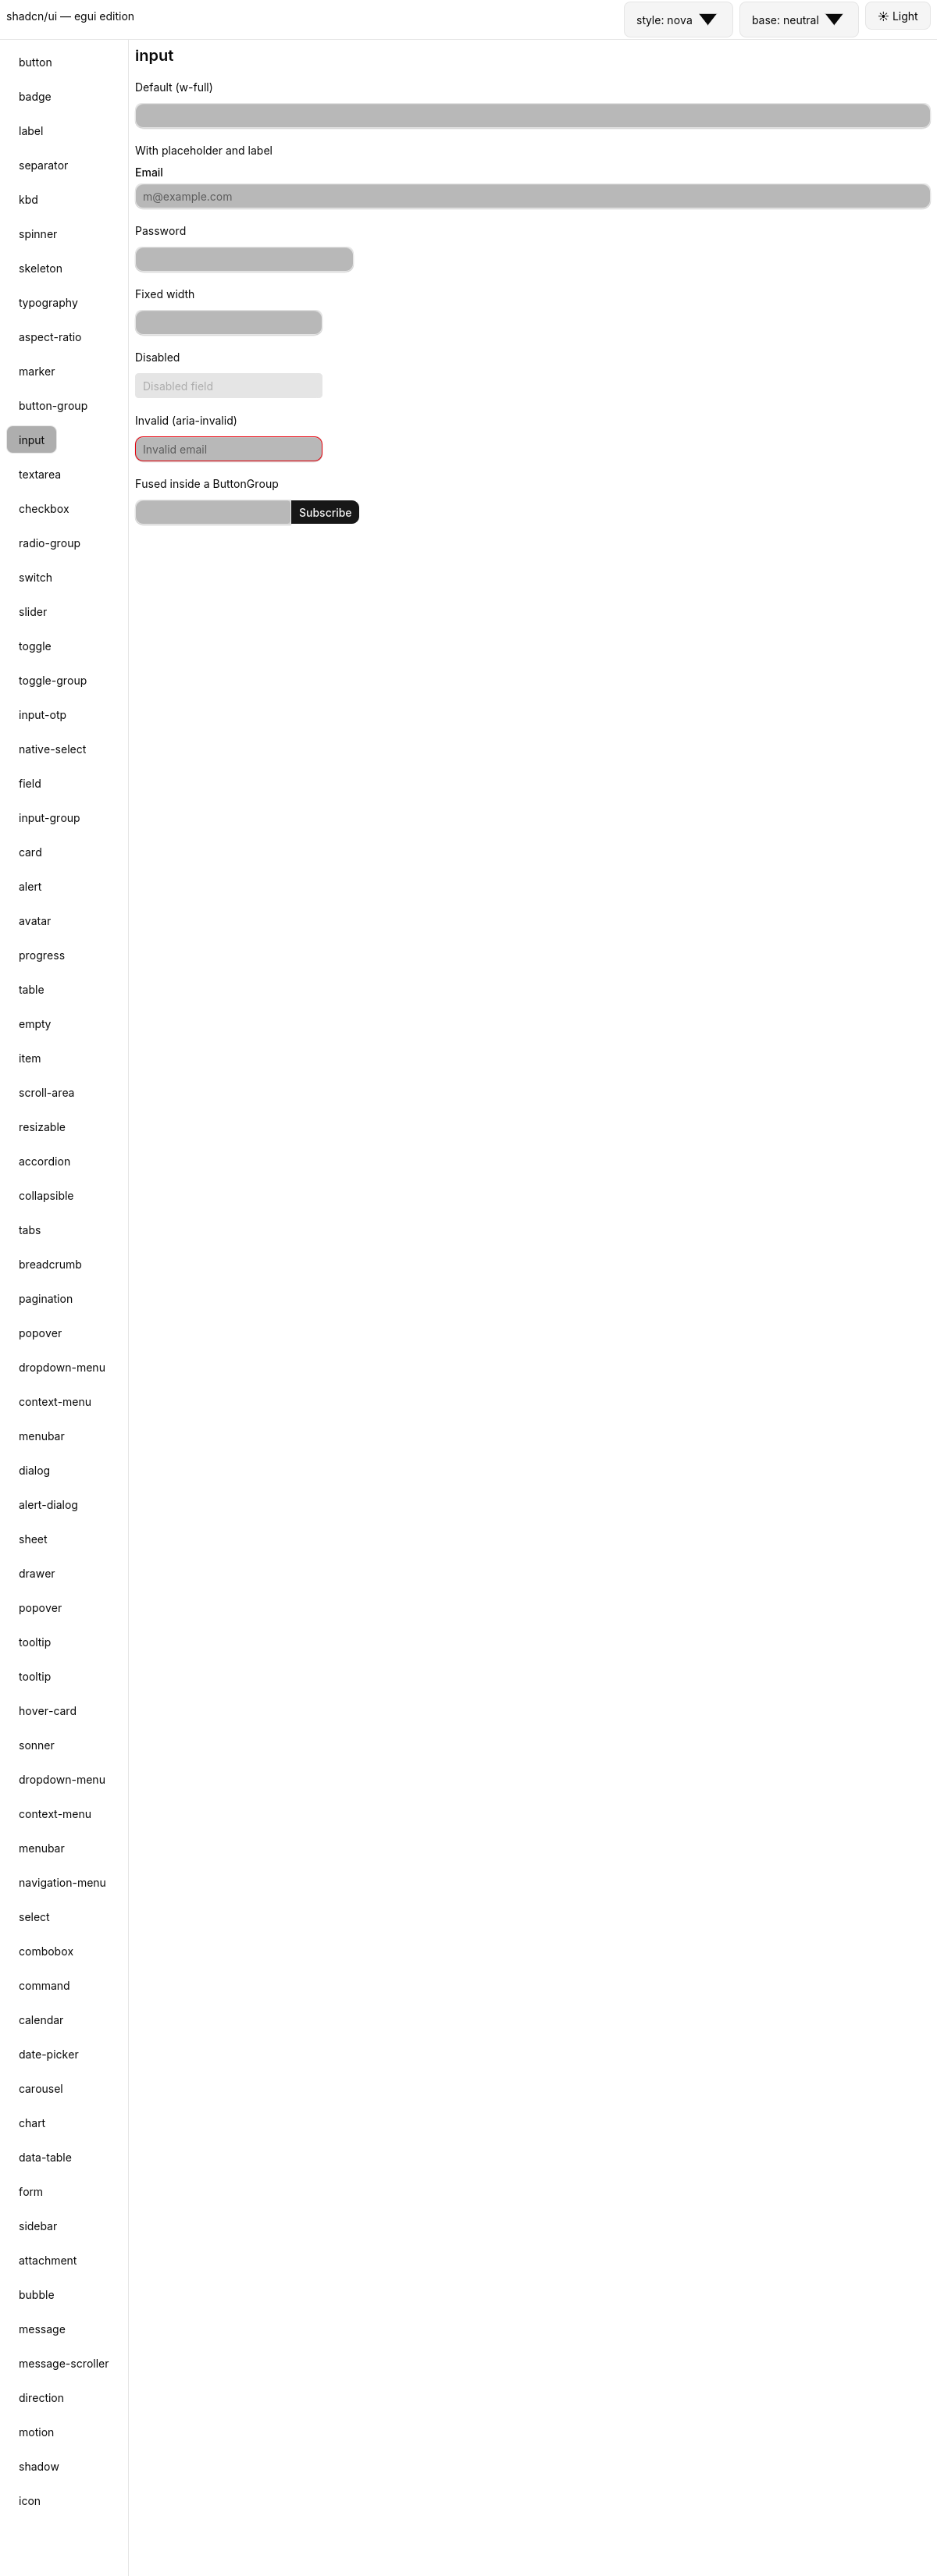 shadcn/ui — egui edition
style: nova
base: neutral
☀ Light
button
badge
label
separator
kbd
spinner
skeleton
typography
aspect-ratio
marker
button-group
input
textarea
checkbox
radio-group
switch
slider
toggle
toggle-group
input-otp
native-select
field
input-group
card
alert
avatar
progress
table
empty
item
scroll-area
resizable
accordion
collapsible
tabs
breadcrumb
pagination
popover
dropdown-menu
context-menu
menubar
dialog
alert-dialog
sheet
drawer
popover
tooltip
tooltip
hover-card
sonner
dropdown-menu
context-menu
menubar
navigation-menu
select
combobox
command
calendar
date-picker
carousel
chart
data-table
form
sidebar
attachment
bubble
message
message-scroller
direction
motion
shadow
icon
input
Default (w-full)
With placeholder and label
Email
m@example.com
Password
Fixed width
Disabled
Disabled field
Invalid (aria-invalid)
Invalid email
Fused inside a ButtonGroup
Subscribe